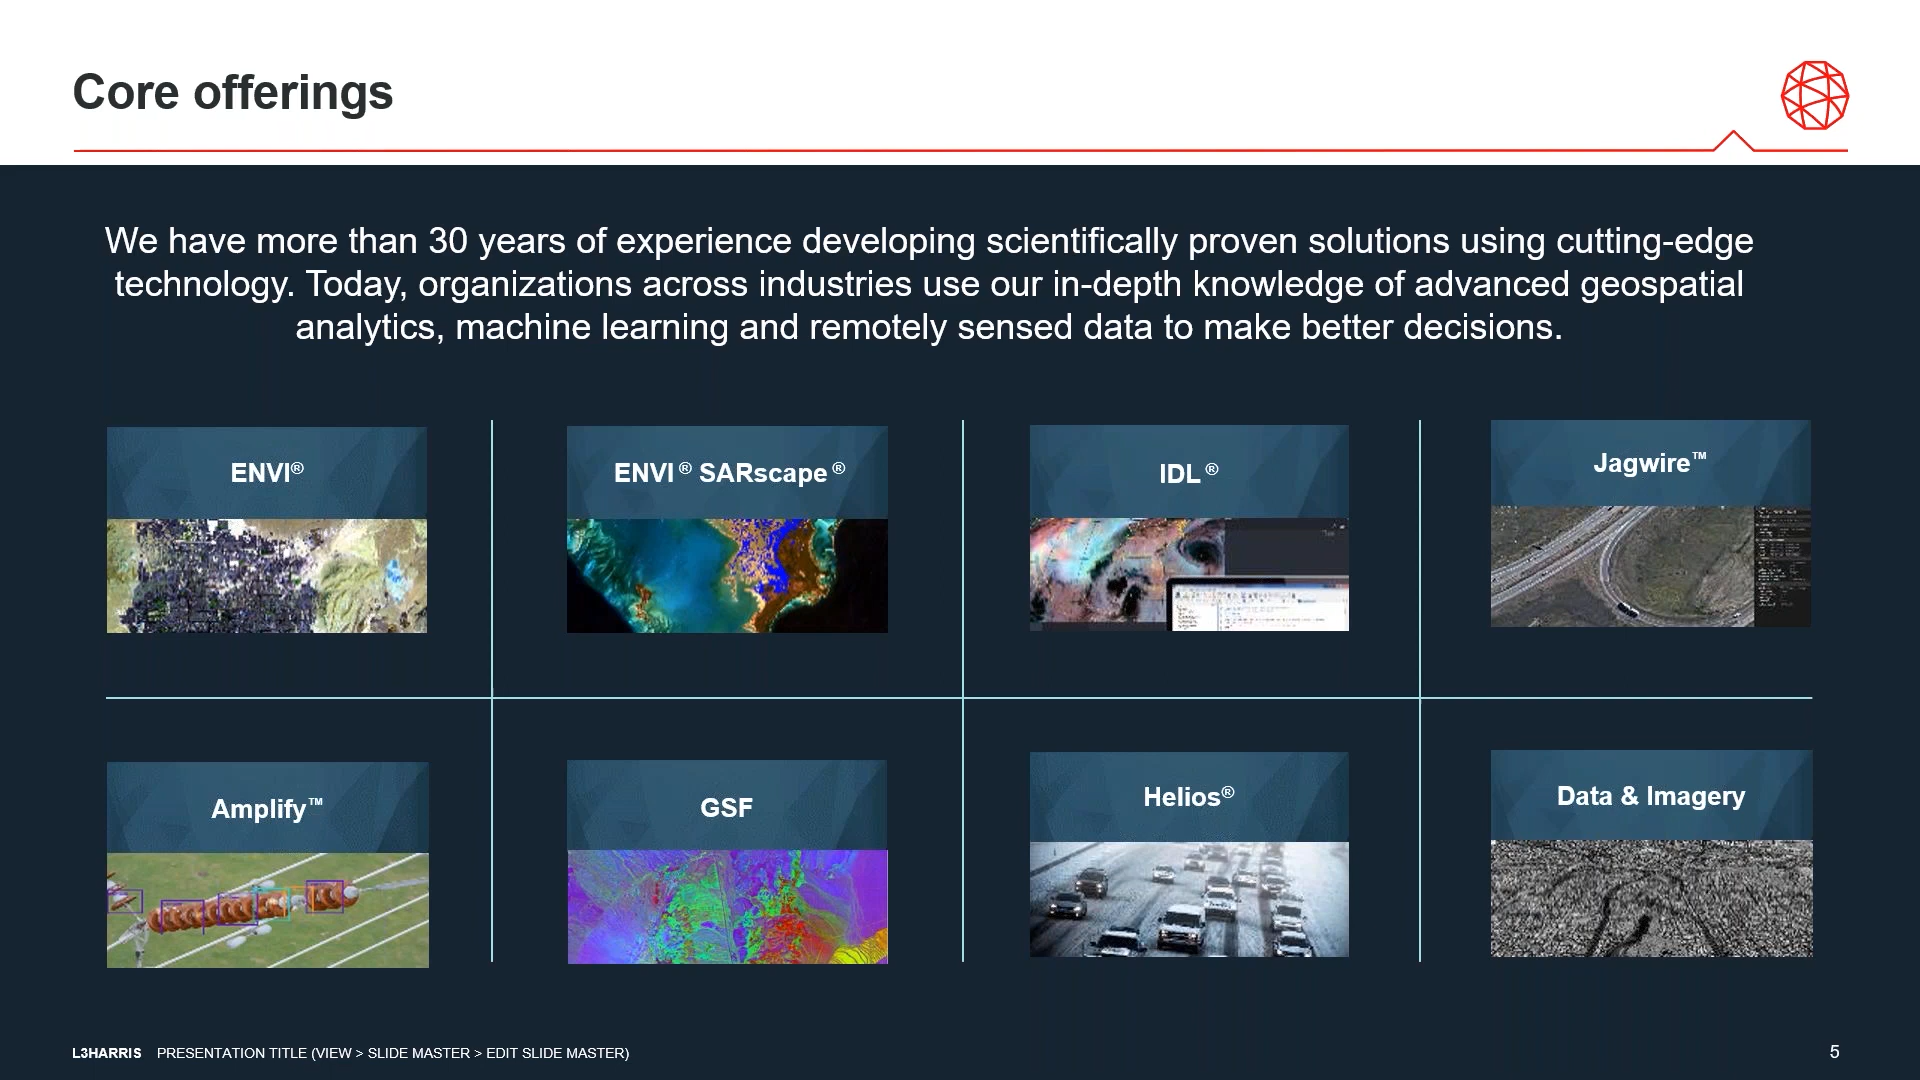 Core offerings
We have more than 30 years of experience developing scientifically proven solutions using cutting-edge
technology. Today, organizations across industries use our in-depth knowledge of advanced geospatial
analytics, machine learning and remotely sensed data to make better decisions.
ENVI®
ENVI® SARscape®
IDL®
Jagwire™
Amplify™
GSF
Helios®
Data & Imagery
L3HARRIS PRESENTATION TITLE (VIEW > SLIDE MASTER > EDIT SLIDE MASTER)
5